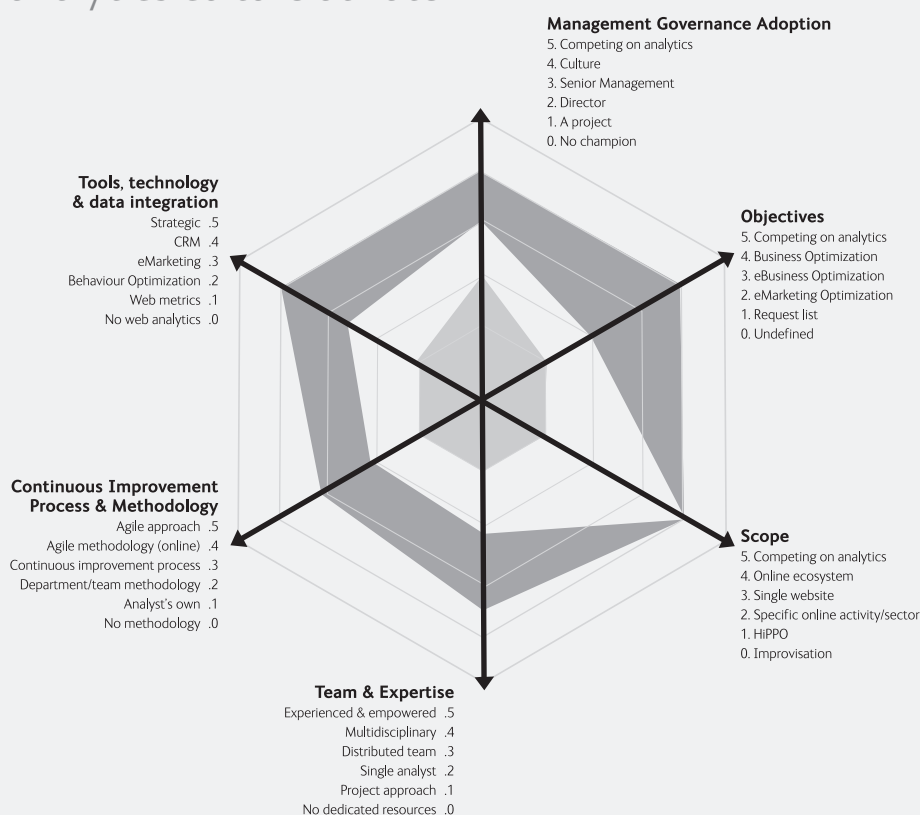 Management Governance Adoption
5. Competing on analytics
4. Culture
3. Senior Management
2. Director
1. A project
0. No champion
Tools, technology
& data integration
Strategic .5
CRM .4
eMarketing .3
Behaviour Optimization .2
Web metrics .1
No web analytics .0
Objectives
5. Competing on analytics
4. Business Optimization
3. eBusiness Optimization
2. eMarketing Optimization
1. Request list
0. Undefined
Continuous Improvement
Process & Methodology
Agile approach .5
Agile methodology (online) .4
Continuous improvement process .3
Department/team methodology .2
Analyst's own .1
No methodology .0
Scope
5. Competing on analytics
4. Online ecosystem
3. Single website
2. Specific online activity/sector
1. HiPPO
0. Improvisation
Team & Expertise
Experienced & empowered .5
Multidisciplinary .4
Distributed team .3
Single analyst .2
Project approach .1
No dedicated resources .0